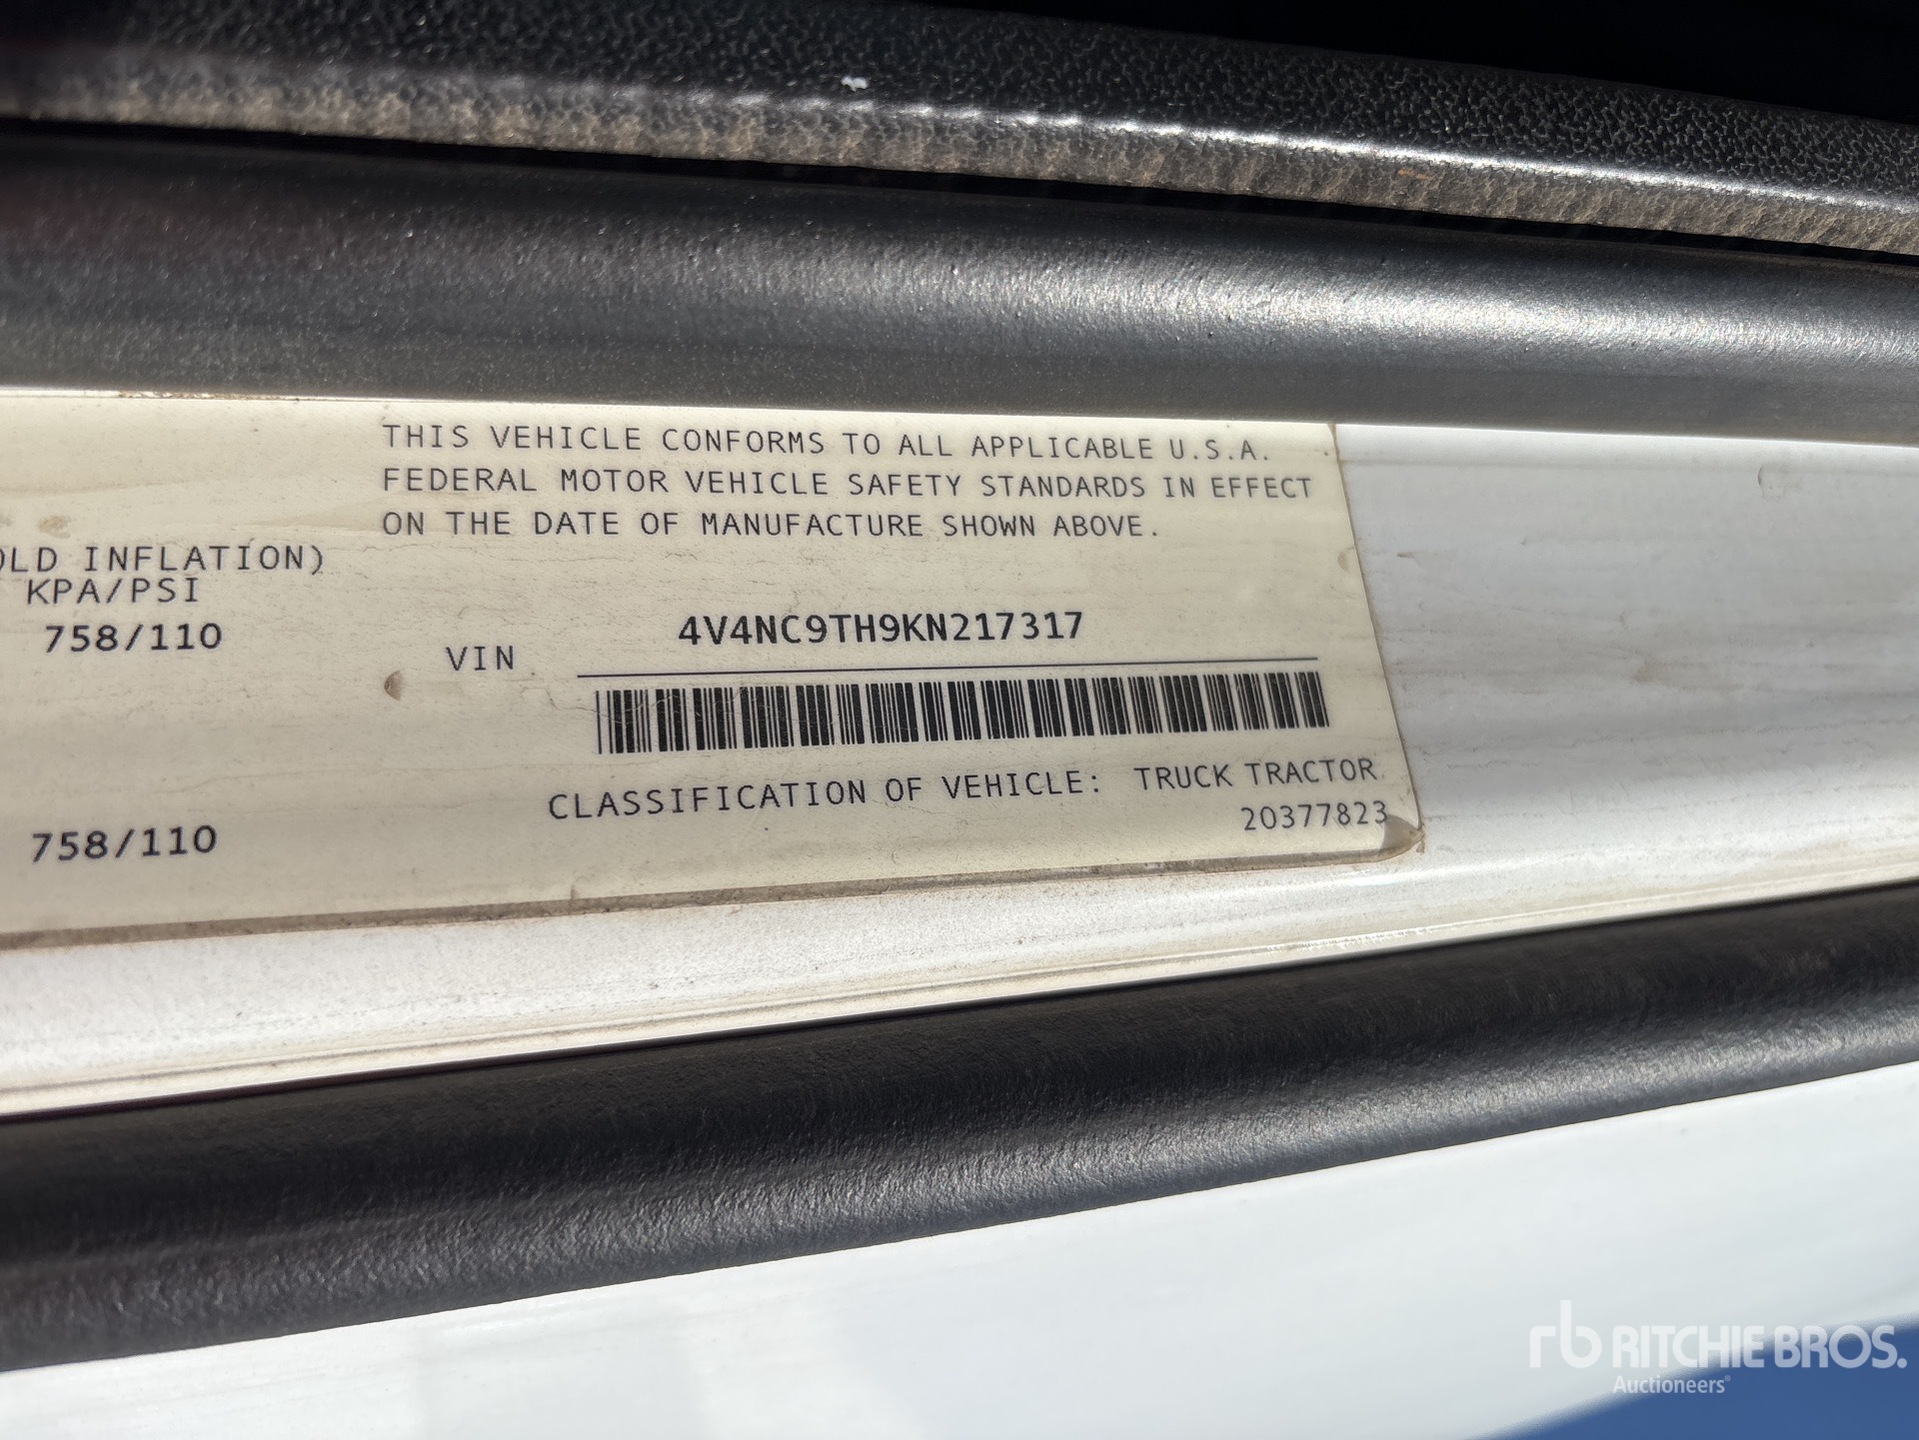 THIS VEHICLE CONFORMS TO ALL APPLICABLE U.S.A.
FEDERAL MOTOR VEHICLE SAFETY STANDARDS IN EFFECT
ON THE DATE OF MANUFACTURE SHOWN ABOVE.
OLD INFLATION)
KPA/PSI
758/110
VIN 4V4NC9TH9KN217317
CLASSIFICATION OF VEHICLE: TRUCK TRACTOR
20377823
758/110
rb RITCHIE BROS.
Auctioneers®